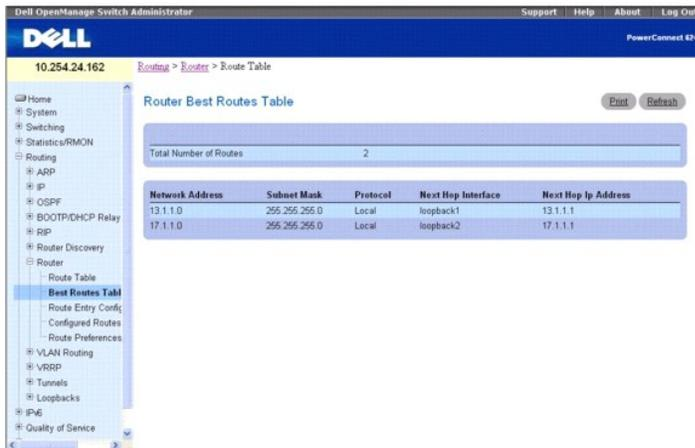 Dell OpenManage Switch Administrator Support Help About Log Out
DELL
PowerConnect 62
10.254.24.162
Routing > Router > Route Table
Home
System
Switching
Statistics/RMON
Routing
ARP
IP
OSPF
BOOTP/DHCP Relay
RIP
Router Discovery
Router
Route Table
Best Routes Tabl
Route Entry Config
Configured Routes
Route Preferences
VLAN Routing
VRRP
Tunnels
Loopbacks
IPv6
Quality of Service
Router Best Routes Table
Print Refresh
Total Number of Routes 2
Network Address Subnet Mask Protocol Next Hop Interface Next Hop Ip Address
13.1.1.0 255.255.255.0 Local loopback1 13.1.1.1
17.1.1.0 255.255.255.0 Local loopback2 17.1.1.1